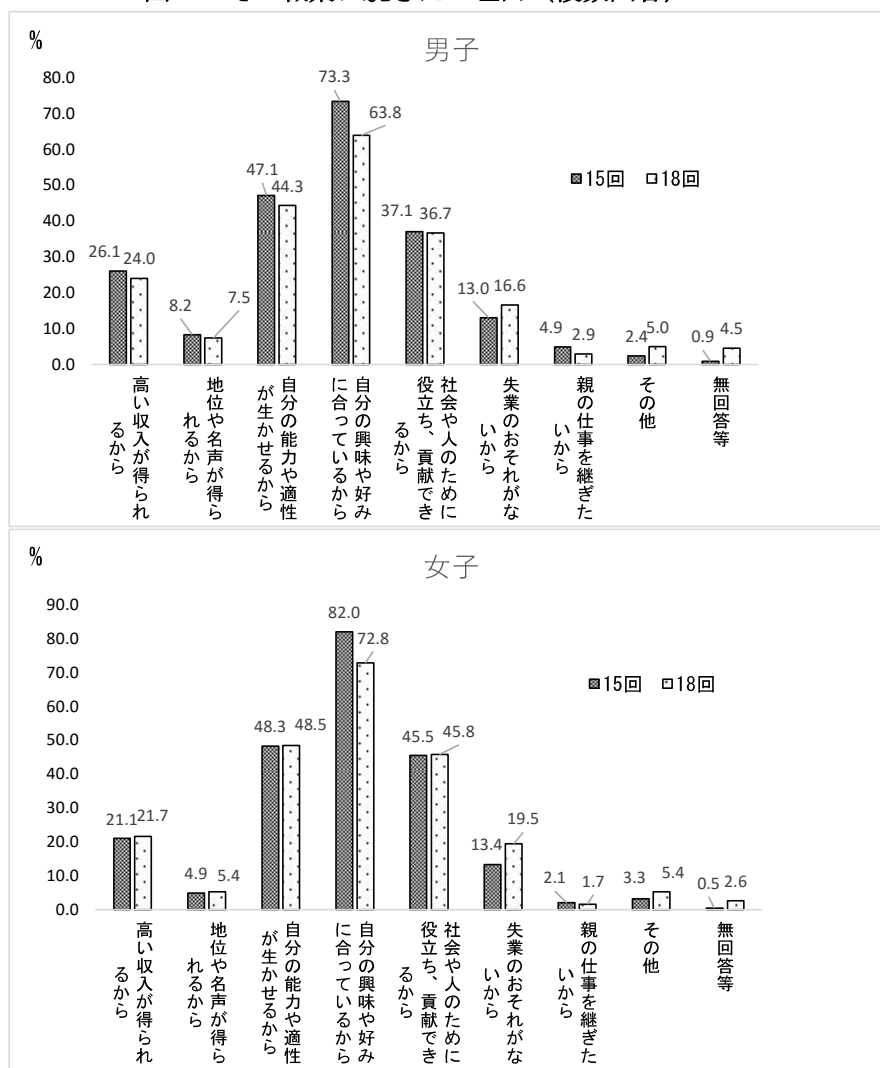 %
男子
80.0
70.0
60.0
50.0
40.0
30.0
20.0
10.0
0.0
26.1
24.0
8.2
7.5
47.1
44.3
73.3
63.8
37.1
36.7
13.0
16.6
4.9
2.9
2.4
5.0
0.9
4.5
15回
18回
高い収入が得られ
るから
地位や名声が得ら
れるから
自分の能力や適性
が生かせるから
自分の興味や好み
に合っているから
社会や人のために
役立ち、貢献でき
るから
失業のおそれがな
いから
親の仕事を継ぎた
いから
その他
無回答等
%
女子
90.0
80.0
70.0
60.0
50.0
40.0
30.0
20.0
10.0
0.0
21.1
21.7
4.9
5.4
48.3
48.5
82.0
72.8
45.5
45.8
13.4
19.5
2.1
1.7
3.3
5.4
0.5
2.6
15回
18回
高い収入が得られ
るから
地位や名声が得ら
れるから
自分の能力や適性
が生かせるから
自分の興味や好み
に合っているから
社会や人のために
役立ち、貢献でき
るから
失業のおそれがな
いから
親の仕事を継ぎた
いから
その他
無回答等